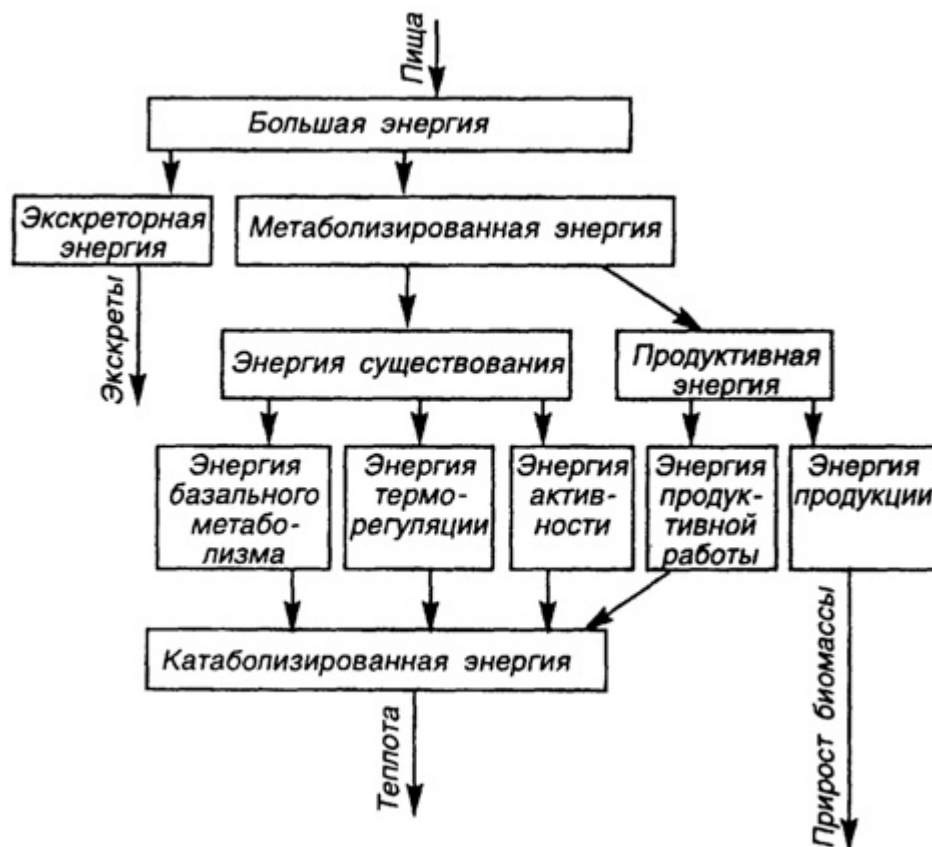 Пища
Большая энергия
Экскреторная
энергия
Метаболизированная энергия
Экскреты
Энергия существования
Продуктивная
энергия
Энергия
базального
метабо-
лизма
Энергия
термо-
регуляции
Энергия
актив-
ности
Энергия
продук-
тивной
работы
Энергия
продукции
Катаболизированная энергия
Теплота
Прирост биомассы